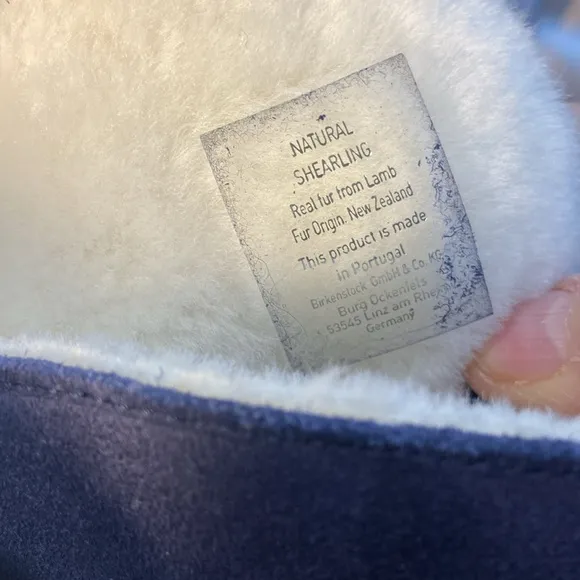 NATURAL
SHEARLING
Real fur from Lamb
Fur Origin: New Zealand
This product is made
in Portugal
Birkenstock GmbH & Co. KG
Burg Ockenfels
53545 Linz am Rhein
Germany